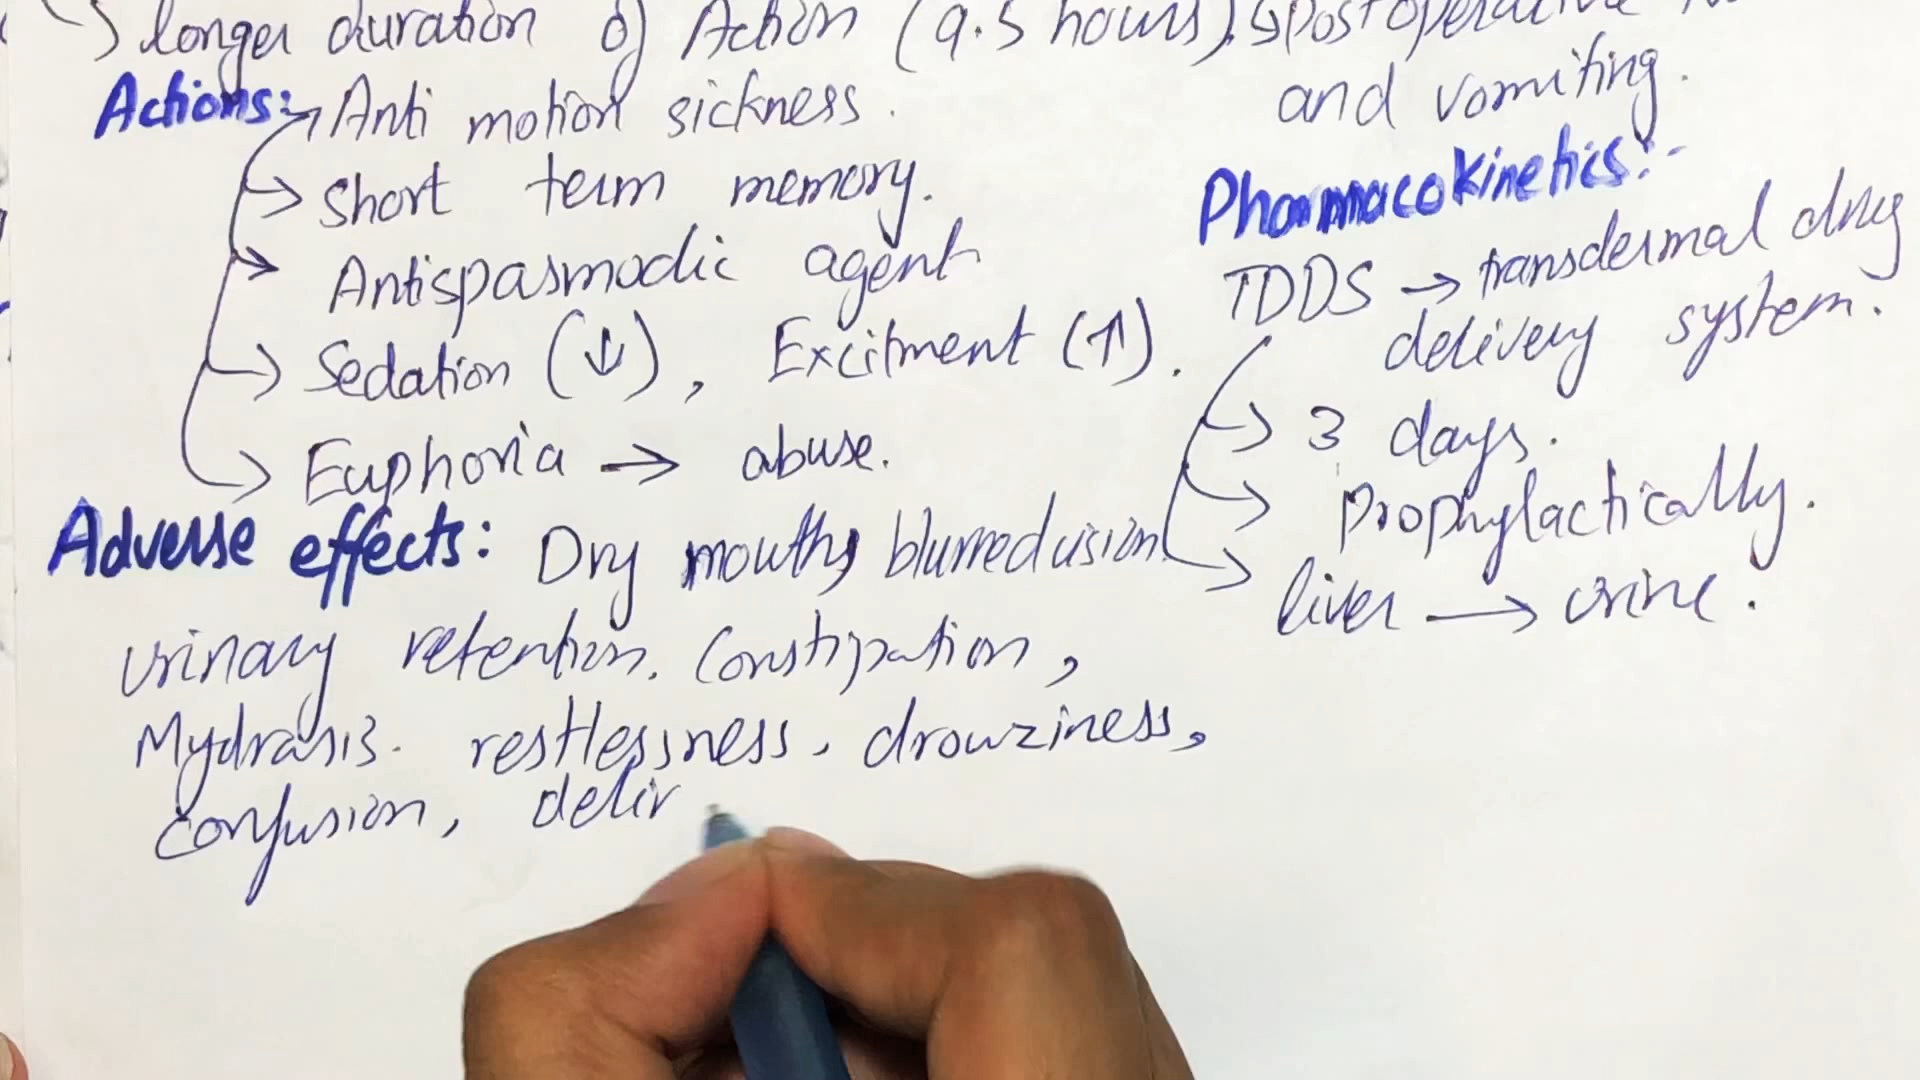 longer duration of Action (9.5 hours). ↳ Postoperative
and vomiting.
Actions: → Anti motion sickness.
→ Short term memory.
→ Antispasmodic agent
→ Sedation (↓), Excitment (↑).
→ Euphoria → abuse.
Adverse effects: Dry mouth, blurred vision
urinary retention. Constipation,
Mydrasis. restlessness. drowziness,
confusion, delir
Pharmacokinetics:-
TDDS → transdermal drug
delivery system.
→ 3 days.
→ Prophylactically.
→ liver → urine.